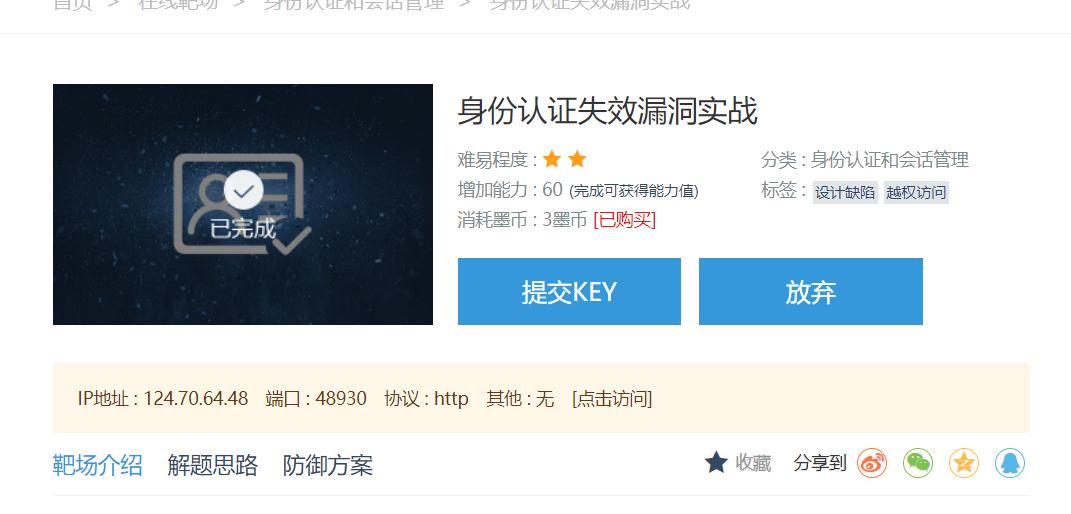 首页 > 在线靶场 > 身份认证和会话管理 > 身份认证失效漏洞实战
已完成
身份认证失效漏洞实战
难易程度 :
分类 : 身份认证和会话管理
增加能力 : 60 (完成可获得能力值)
标签 : 设计缺陷 越权访问
消耗墨币 : 3墨币 [已购买]
提交KEY 放弃
IP地址 : 124.70.64.48 端口 : 48930 协议 : http 其他 : 无 [点击访问]
靶场介绍 解题思路 防御方案 收藏 分享到